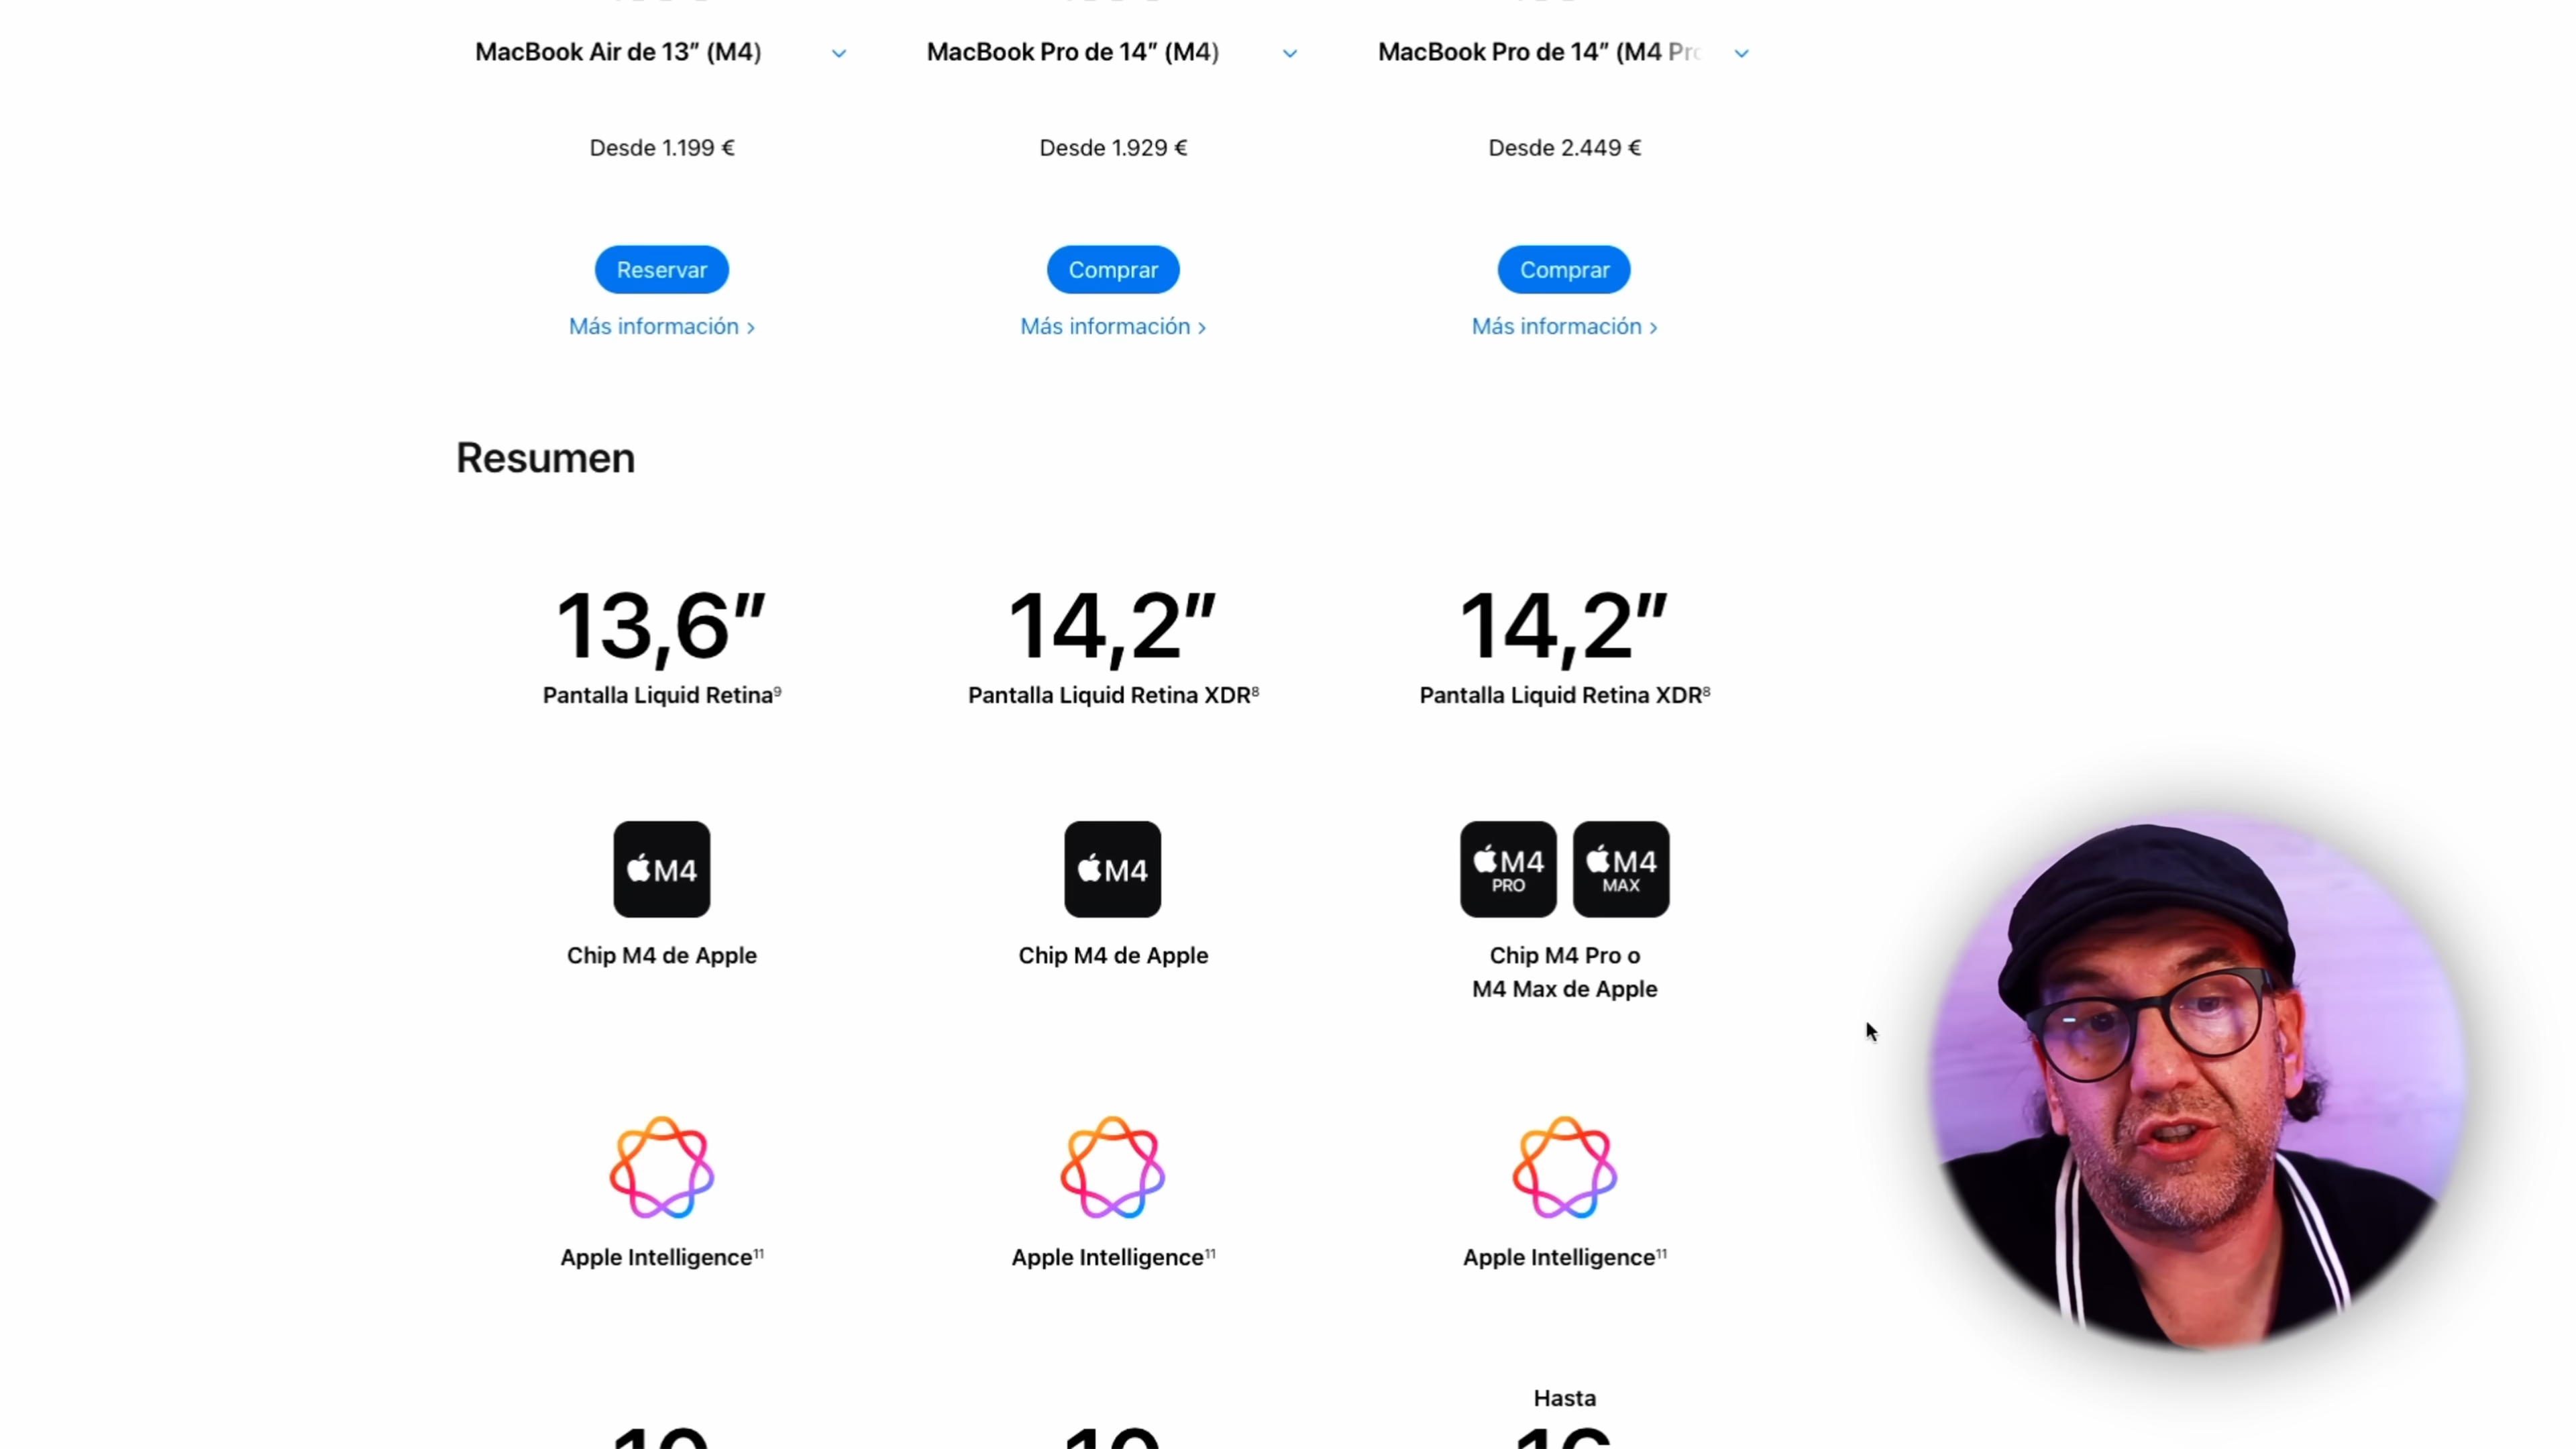 MacBook Air de 13″ (M4) MacBook Pro de 14″ (M4) MacBook Pro de 14″ (M4 Pro
Desde 1.199 € Desde 1.929 € Desde 2.449 €
Reservar Comprar Comprar
Más información > Más información > Más información >
Resumen
13,6″ 14,2″ 14,2″
Pantalla Liquid Retina⁹ Pantalla Liquid Retina XDR⁸ Pantalla Liquid Retina XDR⁸
M4 M4 M4 PRO M4 MAX
Chip M4 de Apple Chip M4 de Apple Chip M4 Pro o
M4 Max de Apple
Apple Intelligence¹¹ Apple Intelligence¹¹ Apple Intelligence¹¹
Hasta